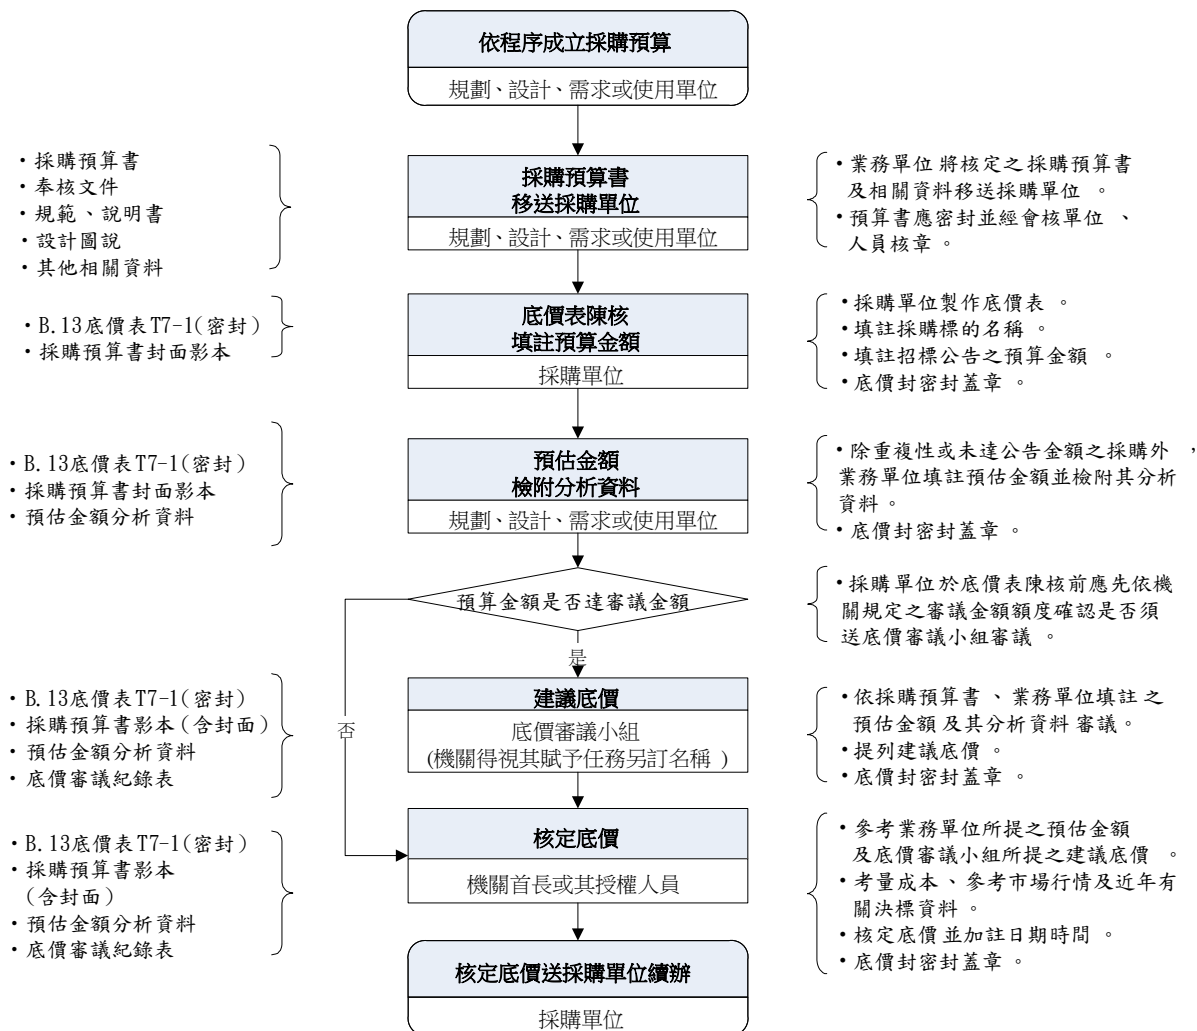 依程序成立採購預算
規劃、設計、需求或使用單位
・採購預算書
・奉核文件
・規範、說明書
・設計圖說
・其他相關資料
採購預算書
移送採購單位
規劃、設計、需求或使用單位
・業務單位將核定之採購預算書
及相關資料移送採購單位。
・預算書應密封並經會核單位、
人員核章。
・B.13底價表T7-1(密封)
・採購預算書封面影本
底價表陳核
填註預算金額
採購單位
・採購單位製作底價表。
・填註採購標的名稱。
・填註招標公告之預算金額。
・底價封密封蓋章。
・B.13底價表T7-1(密封)
・採購預算書封面影本
・預估金額分析資料
預估金額
檢附分析資料
規劃、設計、需求或使用單位
・除重複性或未達公告金額之採購外，
業務單位填註預估金額並檢附其分析
資料。
・底價封密封蓋章。
預算金額是否達審議金額
・採購單位於底價表陳核前應先依機
關規定之審議金額額度確認是否須
送底價審議小組審議。
是
否
・B.13底價表T7-1(密封)
・採購預算書影本(含封面)
・預估金額分析資料
・底價審議紀錄表
建議底價
底價審議小組
(機關得視其賦予任務另訂名稱)
・依採購預算書、業務單位填註之
預估金額及其分析資料審議。
・提列建議底價。
・底價封密封蓋章。
・B.13底價表T7-1(密封)
・採購預算書影本
(含封面)
・預估金額分析資料
・底價審議紀錄表
核定底價
機關首長或其授權人員
・參考業務單位所提之預估金額
及底價審議小組所提之建議底價。
・考量成本、參考市場行情及近年有
關決標資料。
・核定底價並加註日期時間。
・底價封密封蓋章。
核定底價送採購單位續辦
採購單位